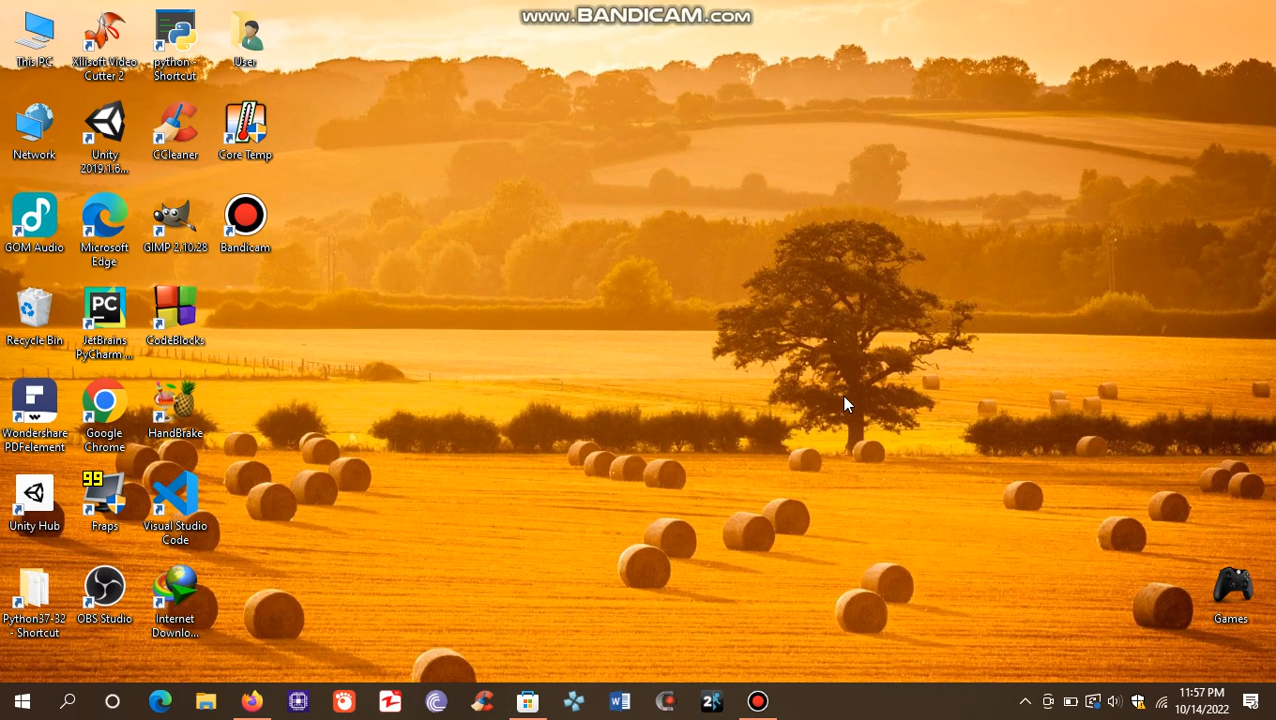 www.BANDICAM.com
This PC
Xilisoft Video
Cutter 2
python -
Shortcut
User
Network
Unity
2019.1.6...
CCleaner
Core Temp
GOM Audio
Microsoft
Edge
GIMP 2.10.28
Bandicam
Recycle Bin
PC
JetBrains
PyCharm ...
CodeBlocks
Wondershare
PDFelement
Google
Chrome
HandBrake
Unity Hub
99
Fraps
Visual Studio
Code
Python37-32
- Shortcut
OBS Studio
Internet
Downlo...
Games
11:57 PM
10/14/2022